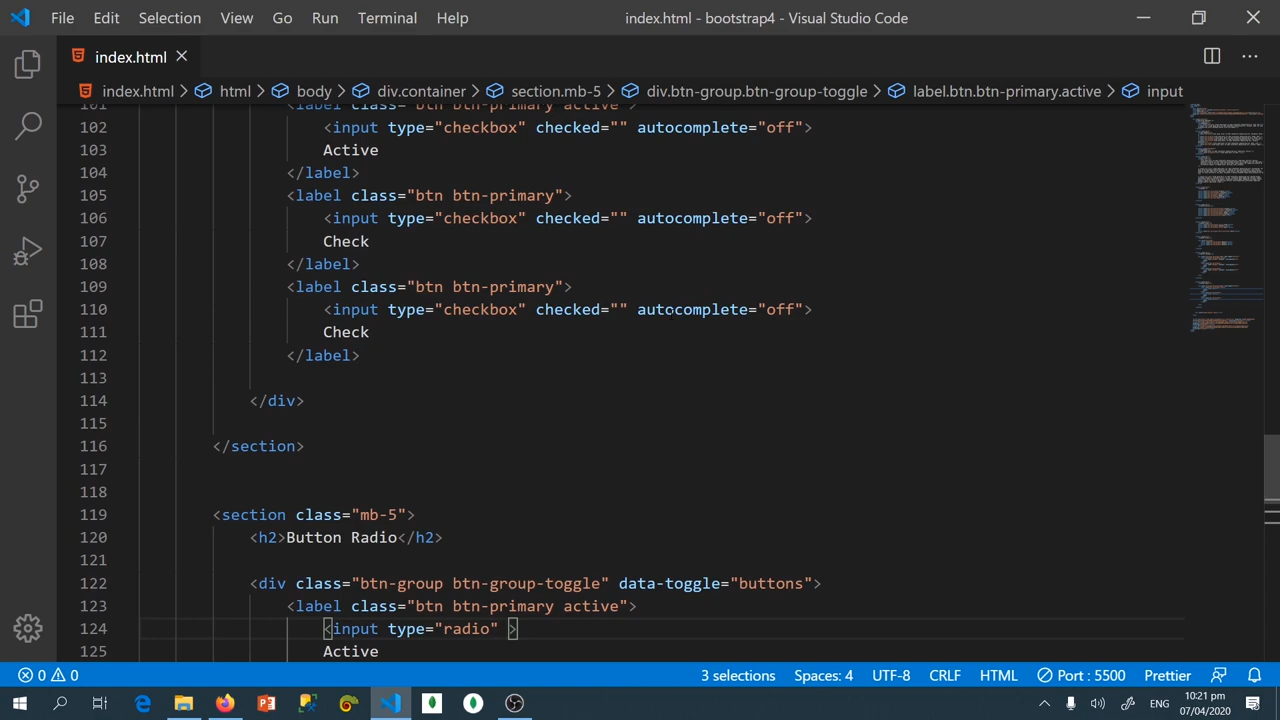 File Edit Selection View Go Run Terminal Help index.html - bootstrap4 - Visual Studio Code
index.html
index.html > html > body > div.container > section.mb-5 > div.btn-group.btn-group-toggle > label.btn.btn-primary.active > input
101 <label class="btn btn-primary active">
102 <input type="checkbox" checked="" autocomplete="off">
103 Active
104 </label>
105 <label class="btn btn-primary">
106 <input type="checkbox" checked="" autocomplete="off">
107 Check
108 </label>
109 <label class="btn btn-primary">
110 <input type="checkbox" checked="" autocomplete="off">
111 Check
112 </label>
113
114 </div>
115
116 </section>
117
118
119 <section class="mb-5">
120 <h2>Button Radio</h2>
121
122 <div class="btn-group btn-group-toggle" data-toggle="buttons">
123 <label class="btn btn-primary active">
124 <input type="radio" >
125 Active
0 0 3 selections Spaces: 4 UTF-8 CRLF HTML Port : 5500 Prettier
ENG 10:21 pm
07/04/2020